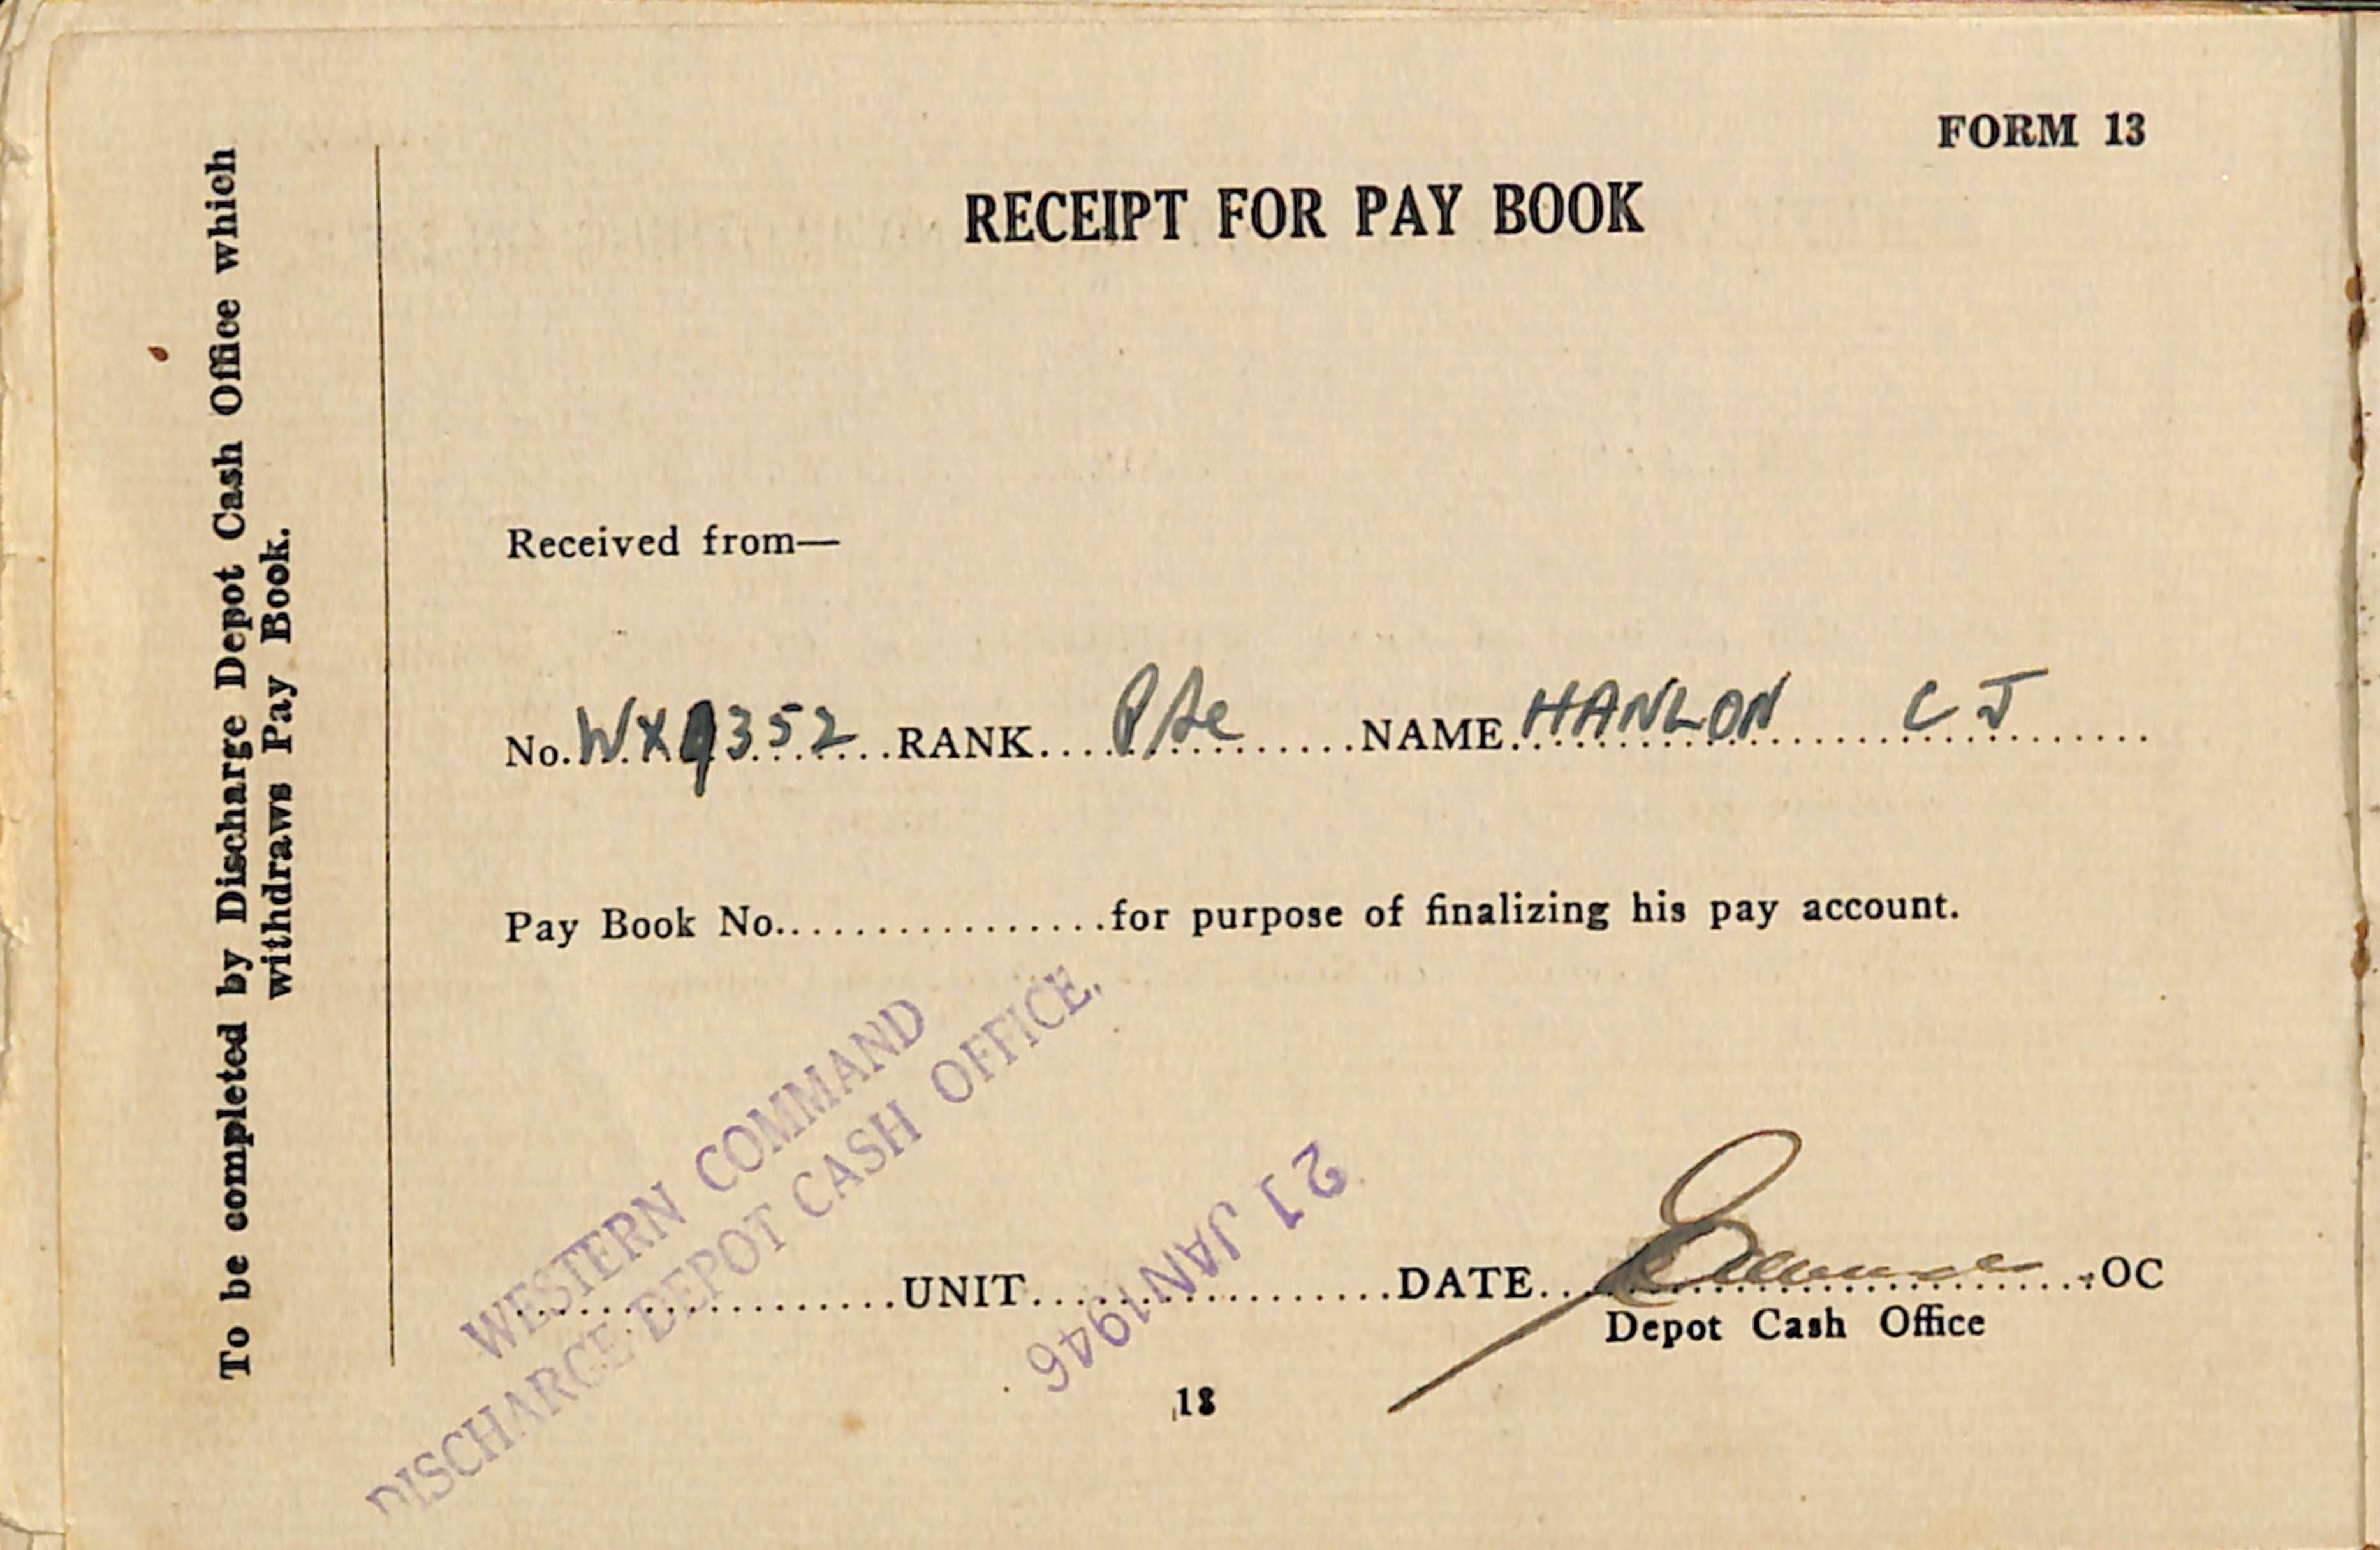 FORM 13
RECEIPT FOR PAY BOOK
To be completed by Discharge Depot Cash Office which
withdraws Pay Book.
Received from—
No. WX9352 RANK Pte NAME HANLON C J
Pay Book No. for purpose of finalizing his pay account.
WESTERN COMMAND
DISCHARGE DEPOT CASH OFFICE.
21 JAN 1946
UNIT DATE OC
Depot Cash Office
18